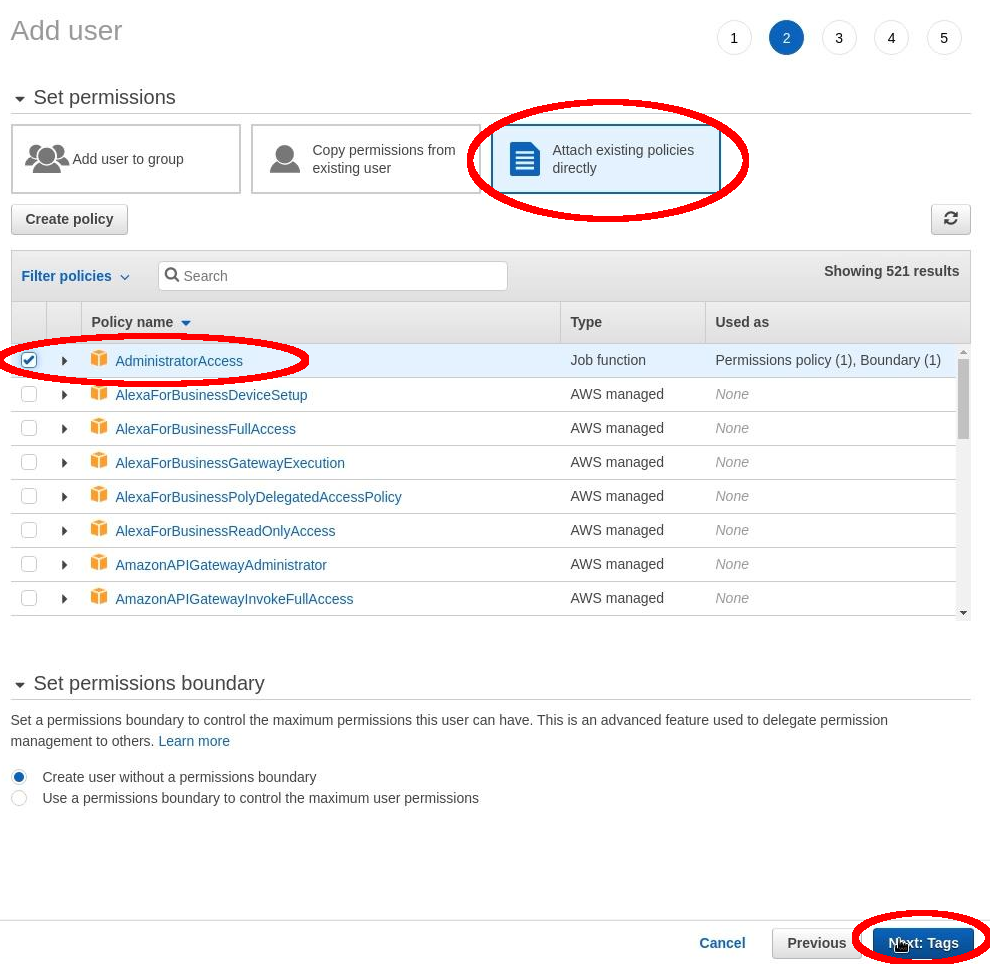 Add user
1 2 3 4 5
Set permissions
Add user to group
Copy permissions from
existing user
Attach existing policies
directly
Create policy
Filter policies
Search
Showing 521 results
Policy name Type Used as
AdministratorAccess Job function Permissions policy (1), Boundary (1)
AlexaForBusinessDeviceSetup AWS managed None
AlexaForBusinessFullAccess AWS managed None
AlexaForBusinessGatewayExecution AWS managed None
AlexaForBusinessPolyDelegatedAccessPolicy AWS managed None
AlexaForBusinessReadOnlyAccess AWS managed None
AmazonAPIGatewayAdministrator AWS managed None
AmazonAPIGatewayInvokeFullAccess AWS managed None
Set permissions boundary
Set a permissions boundary to control the maximum permissions this user can have. This is an advanced feature used to delegate permission
management to others. Learn more
Create user without a permissions boundary
Use a permissions boundary to control the maximum user permissions
Cancel Previous Next: Tags